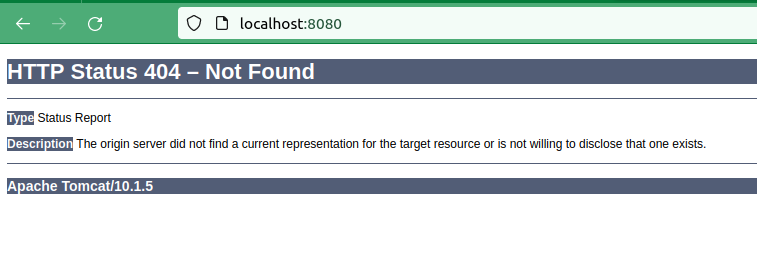 localhost:8080
HTTP Status 404 – Not Found
Type Status Report
Description The origin server did not find a current representation for the target resource or is not willing to disclose that one exists.
Apache Tomcat/10.1.5